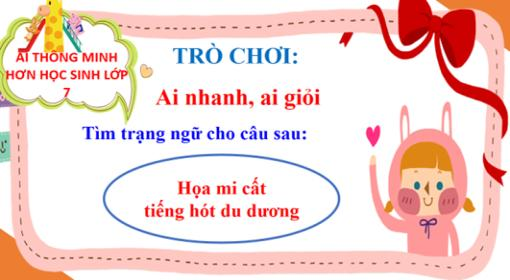 AI THÔNG MINH
HƠN HỌC SINH LỚP
7
TRÒ CHƠI:
Ai nhanh, ai giỏi
Tìm trạng ngữ cho câu sau:
Họa mi cất
tiếng hót du dương